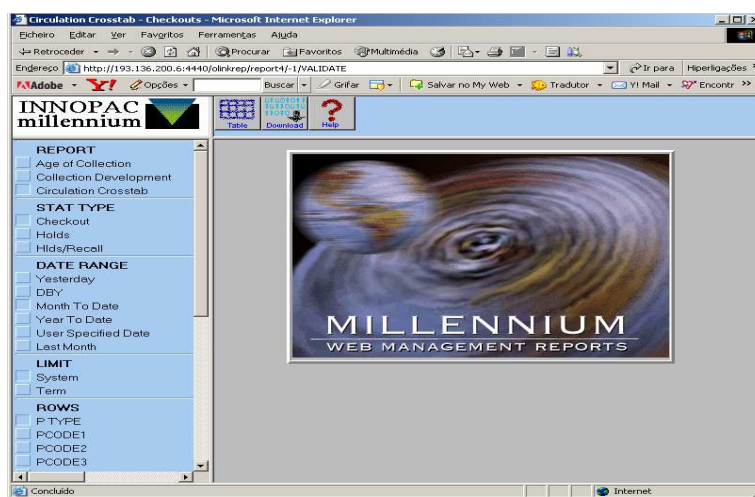 Circulation Crosstab - Checkouts - Microsoft Internet Explorer
Ficheiro Editar Ver Favoritos Ferramentas Ajuda
Retroceder Procurar Favoritos Multimédia
Endereço http://193.136.200.6:4440/olinkrep/report4/-1/VALIDATE Ir para Hiperligações
Adobe Y! Opções Buscar Grifar Salvar no My Web Tradutor Y! Mail Encontr
INNOPAC
millennium
Table Download Help
REPORT
Age of Collection
Collection Development
Circulation Crosstab
STAT TYPE
Checkout
Holds
Hlds/Recall
DATE RANGE
Yesterday
DBY
Month To Date
Year To Date
User Specified Date
Last Month
LIMIT
System
Term
ROWS
P TYPE
PCODE1
PCODE2
PCODE3
MILLENNIUM
WEB MANAGEMENT REPORTS
Concluído Internet